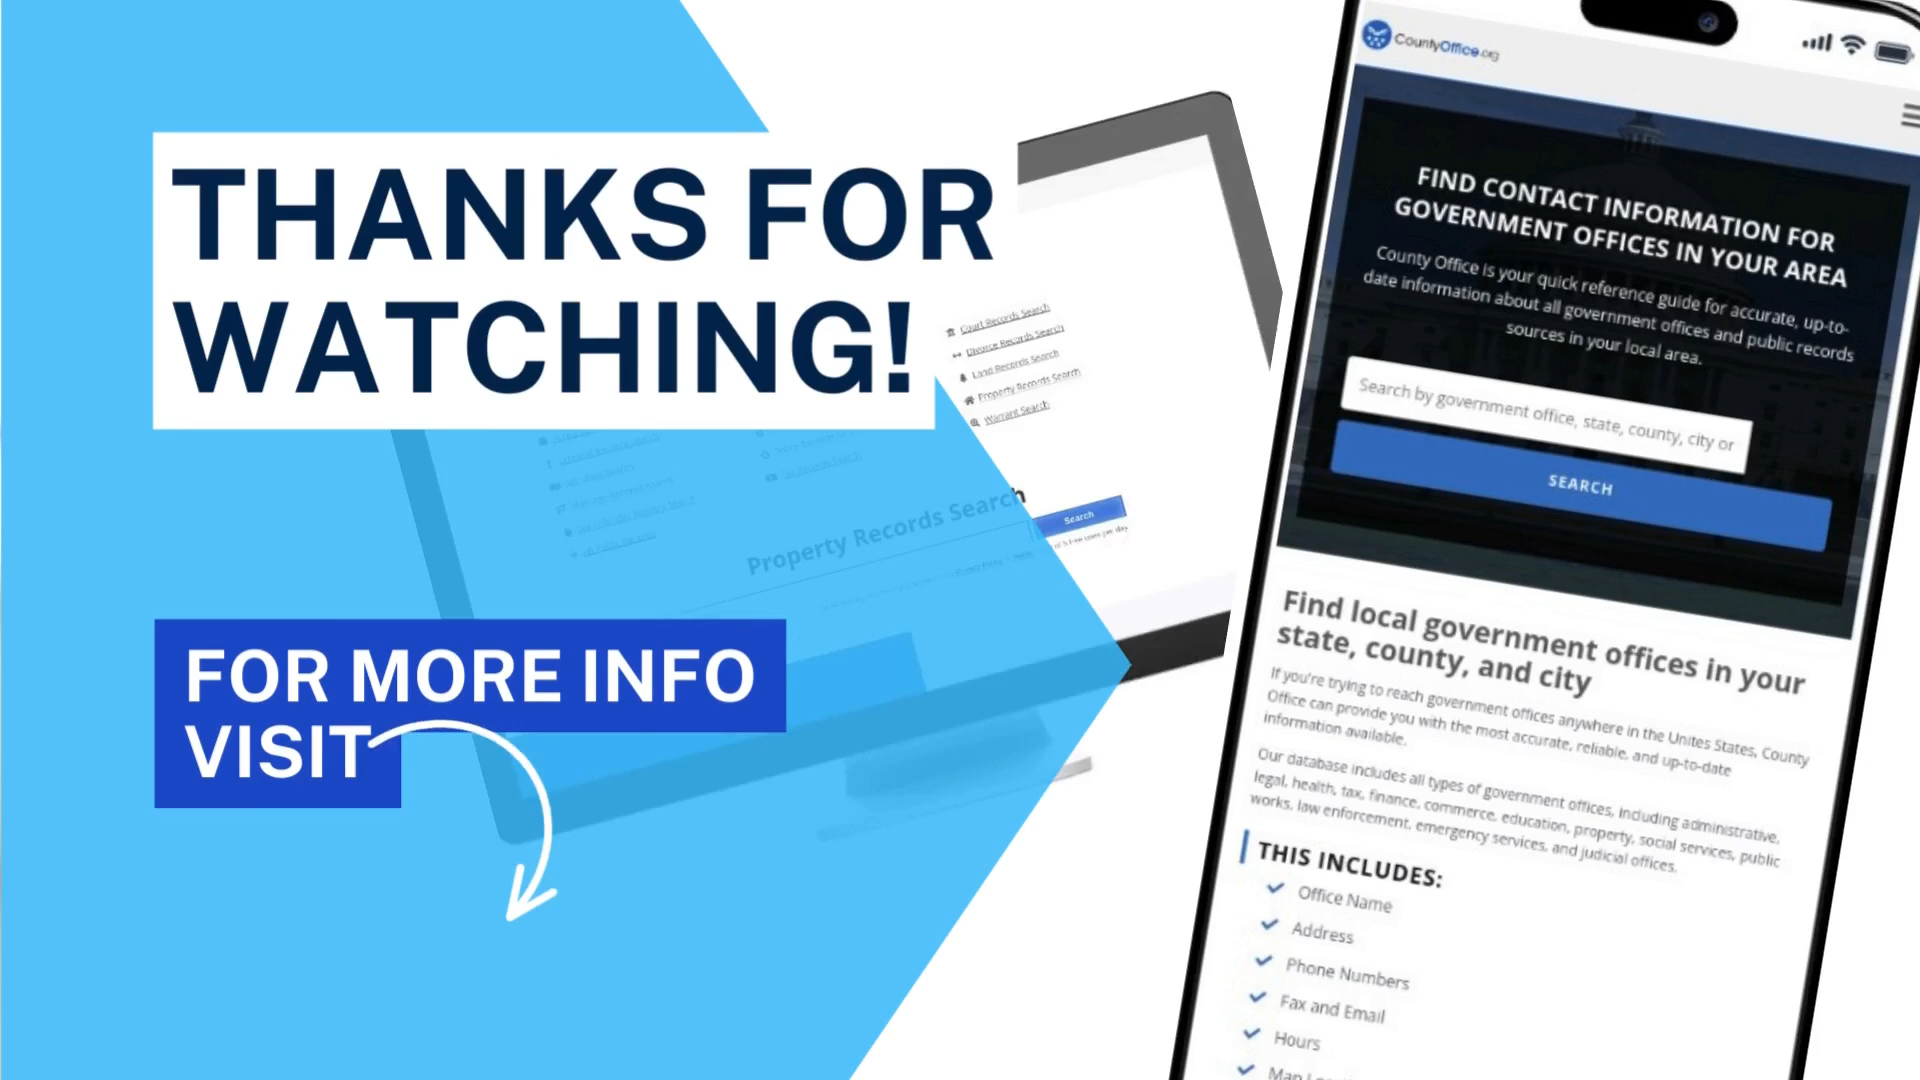 THANKS FOR
WATCHING!
FOR MORE INFO
VISIT
Court Records Search
Divorce Records Search
Land Records Search
Property Records Search
Warrant Search
Property Records Search
Search
CountyOffice.org
FIND CONTACT INFORMATION FOR
GOVERNMENT OFFICES IN YOUR AREA
County Office is your quick reference guide for accurate, up-to-
date information about all government offices and public records
sources in your local area.
Search by government office, state, county, city or
SEARCH
Find local government offices in your
state, county, and city
If you're trying to reach government offices anywhere in the Unites States, County
Office can provide you with the most accurate, reliable, and up-to-date
information available.
Our database includes all types of government offices, including administrative,
legal, health, tax, finance, commerce, education, property, social services, public
works, law enforcement, emergency services, and judicial offices.
THIS INCLUDES:
Office Name
Address
Phone Numbers
Fax and Email
Hours